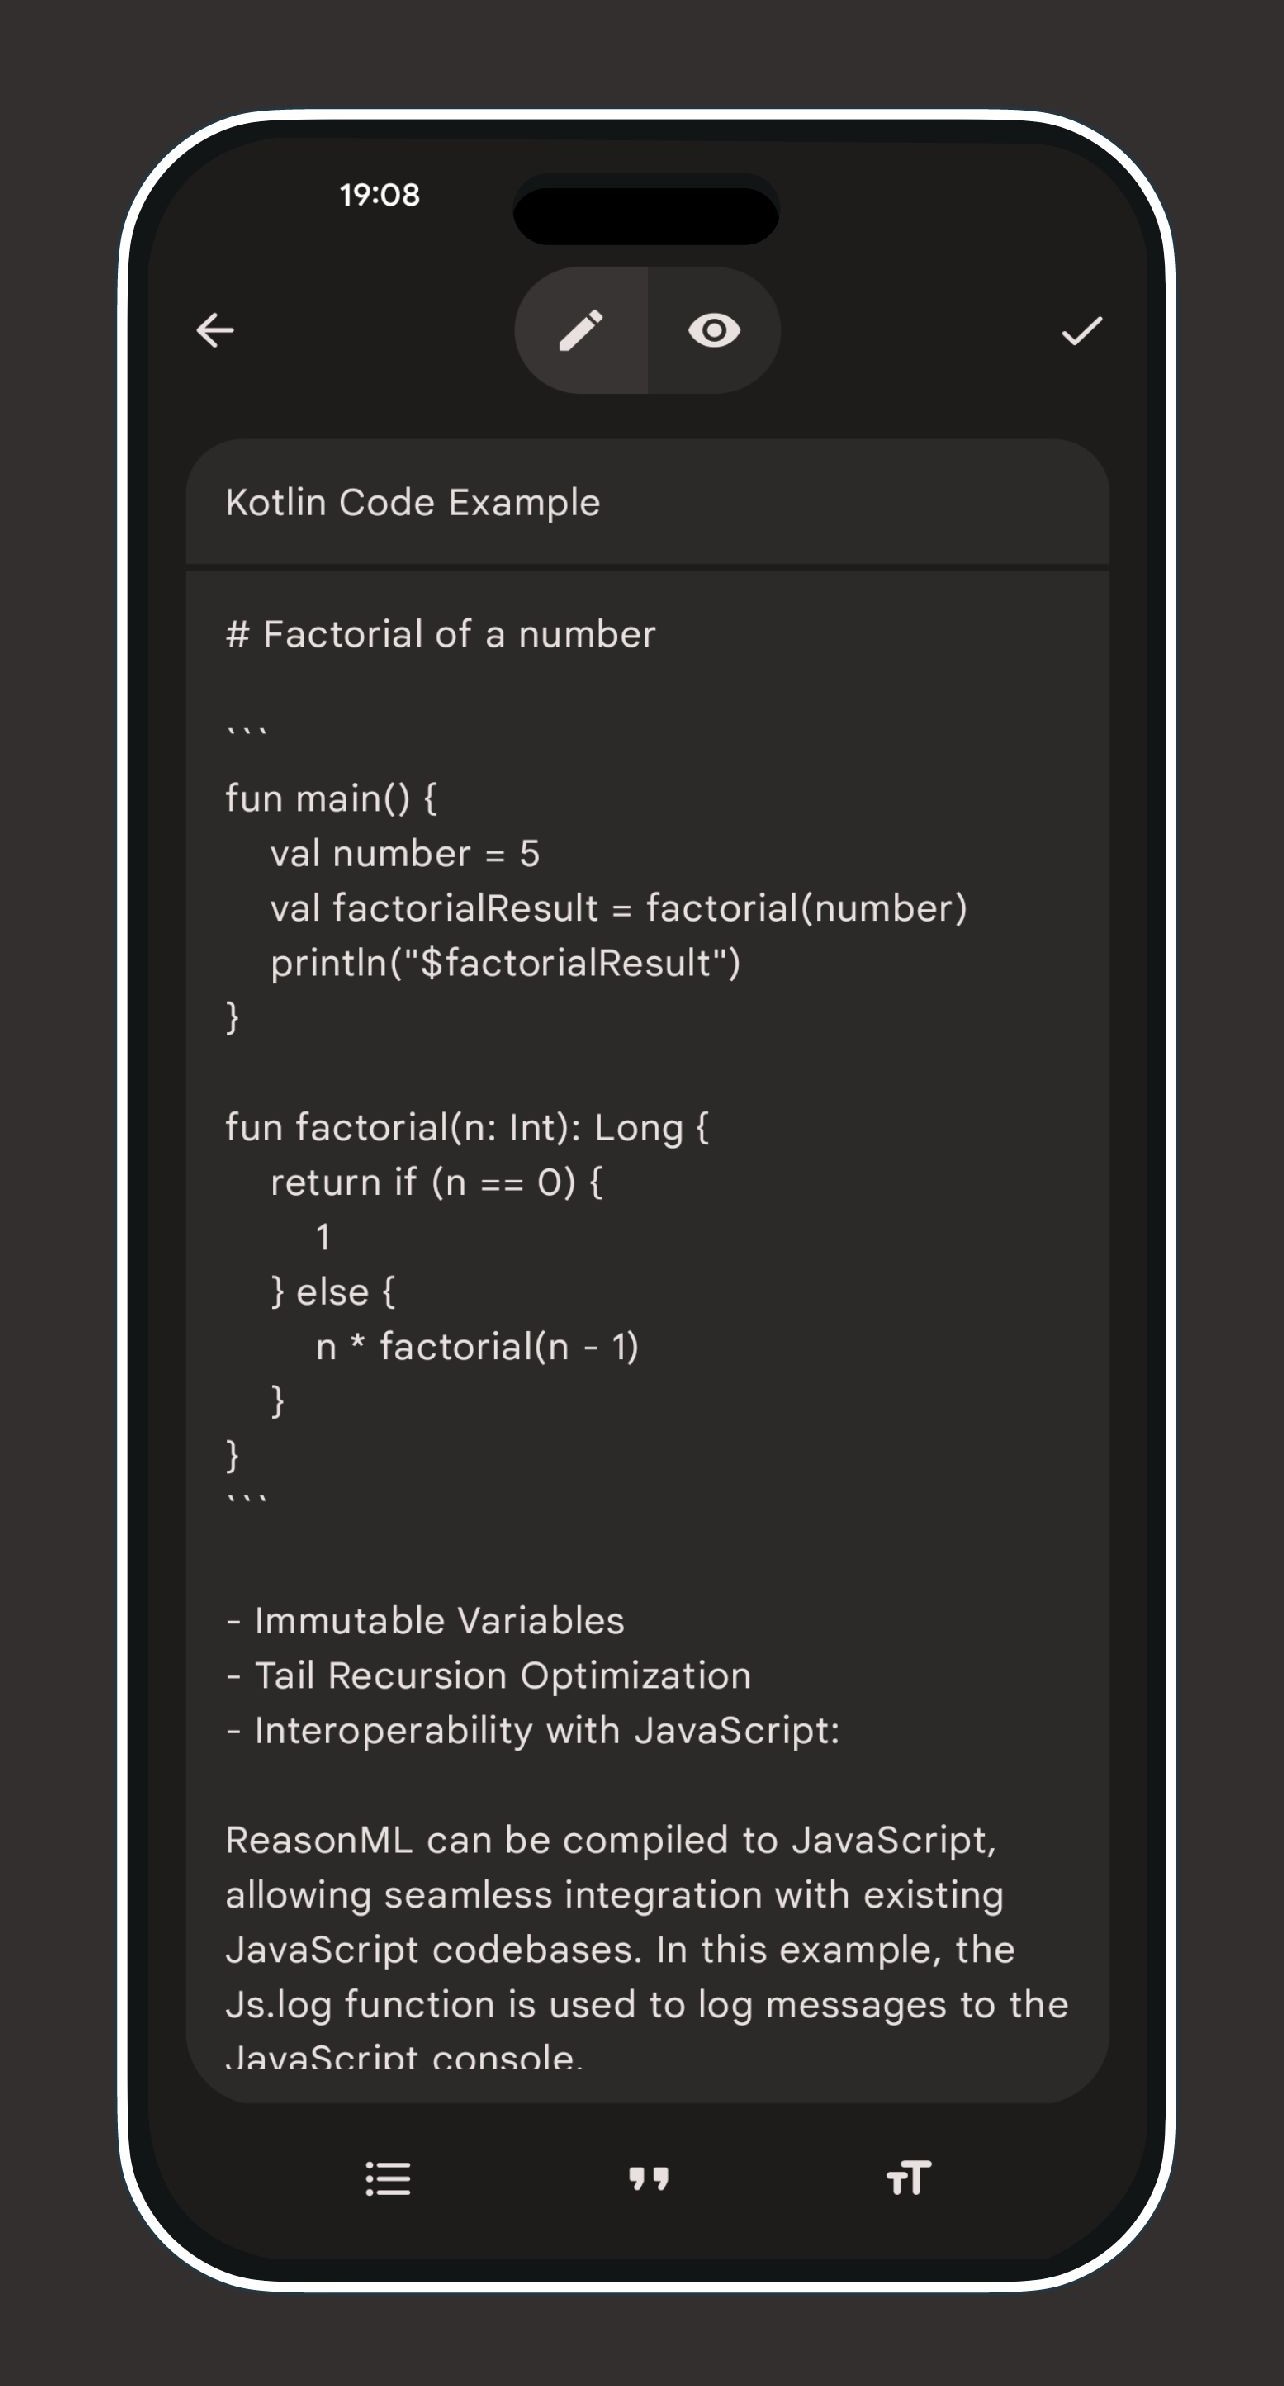 19:08
Kotlin Code Example
# Factorial of a number
```
fun main() {
    val number = 5
    val factorialResult = factorial(number)
    println("$factorialResult")
}
fun factorial(n: Int): Long {
    return if (n == 0) {
        1
    } else {
        n * factorial(n - 1)
    }
}
```
- Immutable Variables
- Tail Recursion Optimization
- Interoperability with JavaScript:
ReasonML can be compiled to JavaScript,
allowing seamless integration with existing
JavaScript codebases. In this example, the
Js.log function is used to log messages to the
JavaScript console.